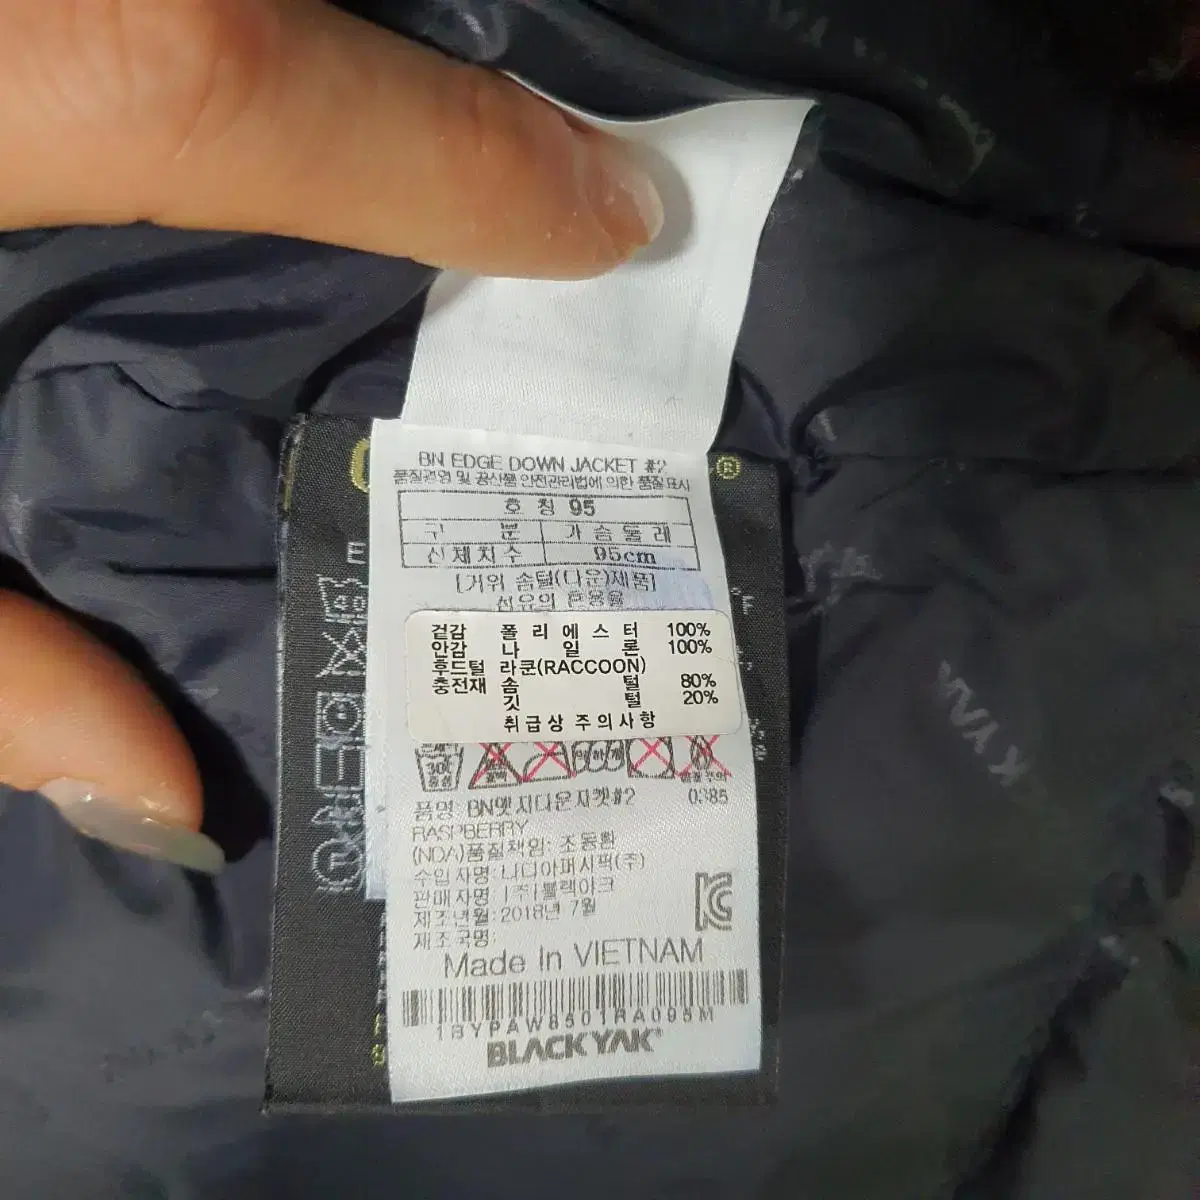 BN EDGE DOWN JACKET #2
품질경영 및 공산품 안전관리법에 의한 품질표시
호 칭 95
구 분 가슴둘레
신체치수 95cm
[거위 솜털(다운)제품]
섬유의 혼용율
겉감 폴 리 에 스 터 100%
안감 나 일 론 100%
후드털 라쿤(RACCOON)
충전재 솜 털 80%
깃 털 20%
취 급 상 주 의 사 항
품명 BN엣지다운자켓#2 0385
RASPBERRY
(NDA)품질책임: 조동환
수입자명: 나디아퍼시픽(주)
판매자명: (주)블랙야크
제조년월: 2018년 7월
제조국명:
Made In VIETNAM
1BYPAW8501RA095M
BLACKYAK